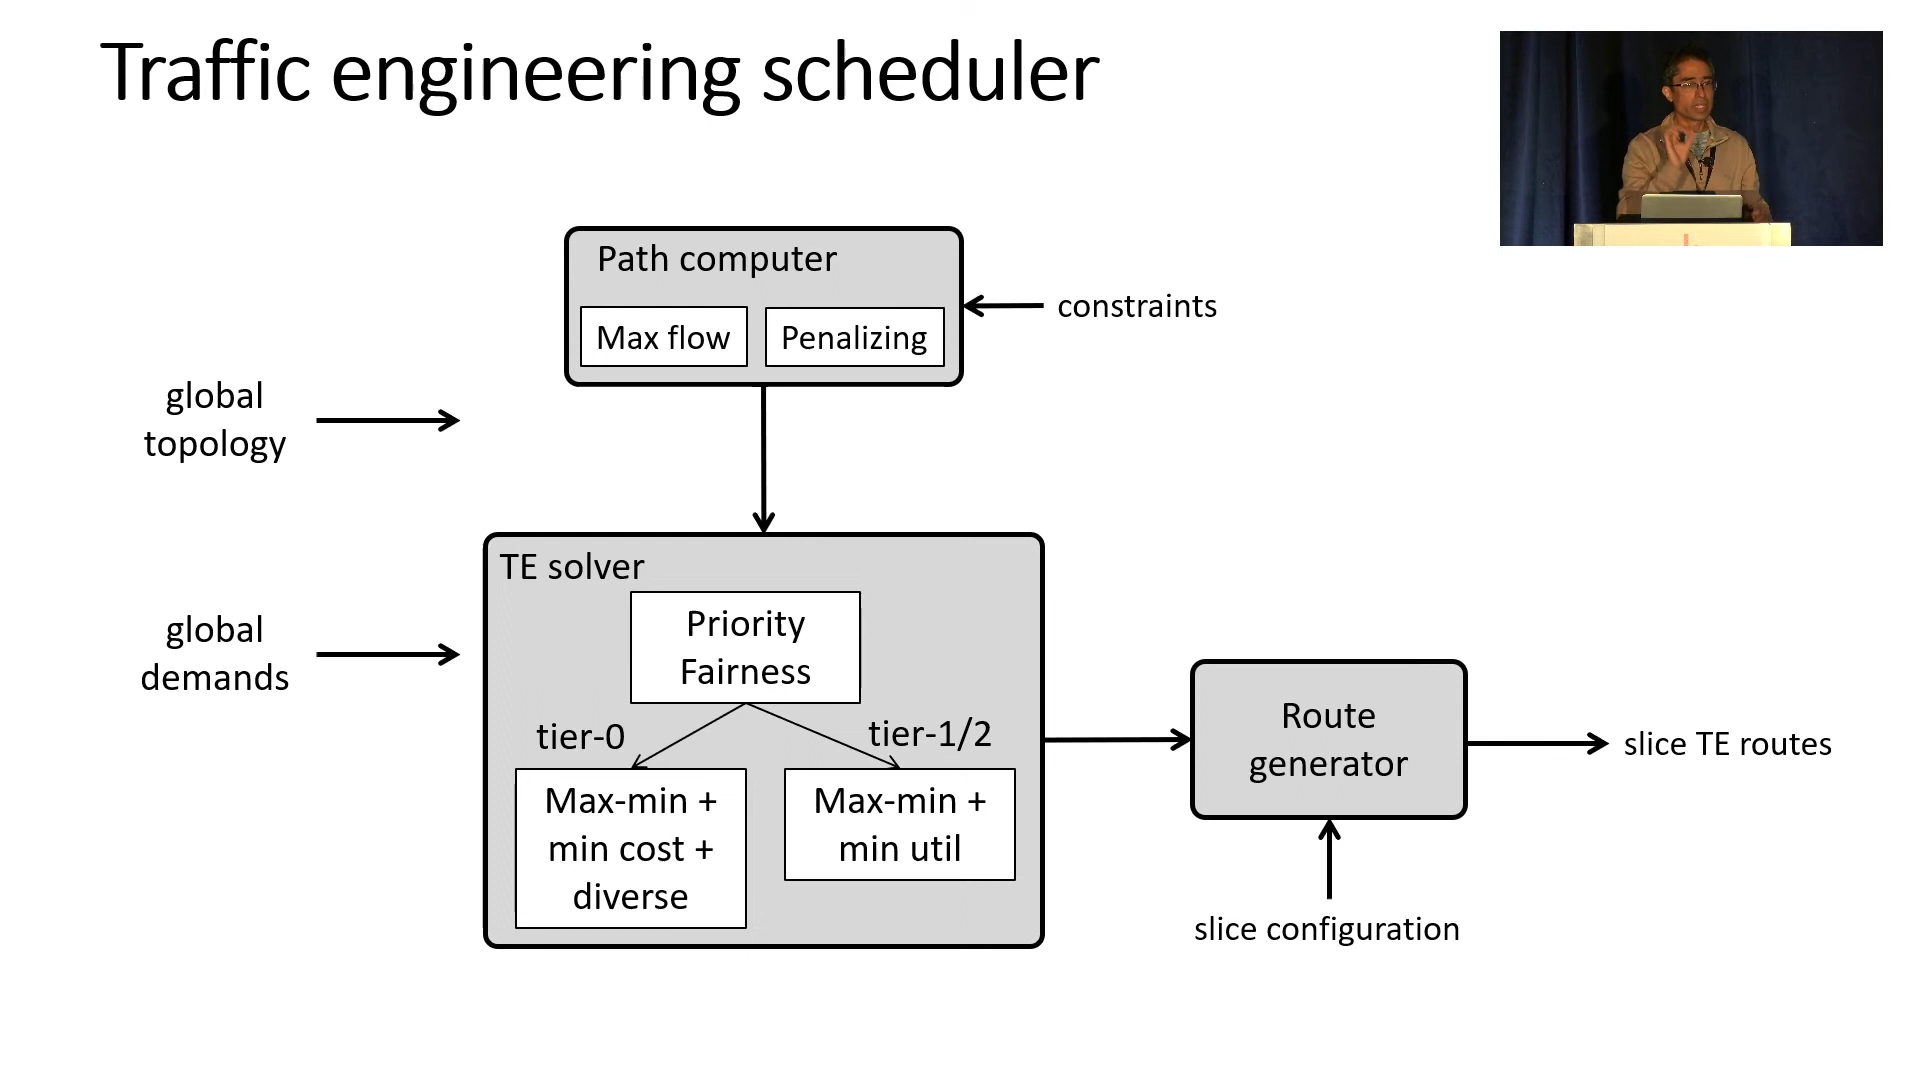 Traffic engineering scheduler
Path computer
Max flow
Penalizing
constraints
global
topology
global
demands
TE solver
Priority
Fairness
tier-0
tier-1/2
Max-min +
min cost +
diverse
Max-min +
min util
Route
generator
slice TE routes
slice configuration